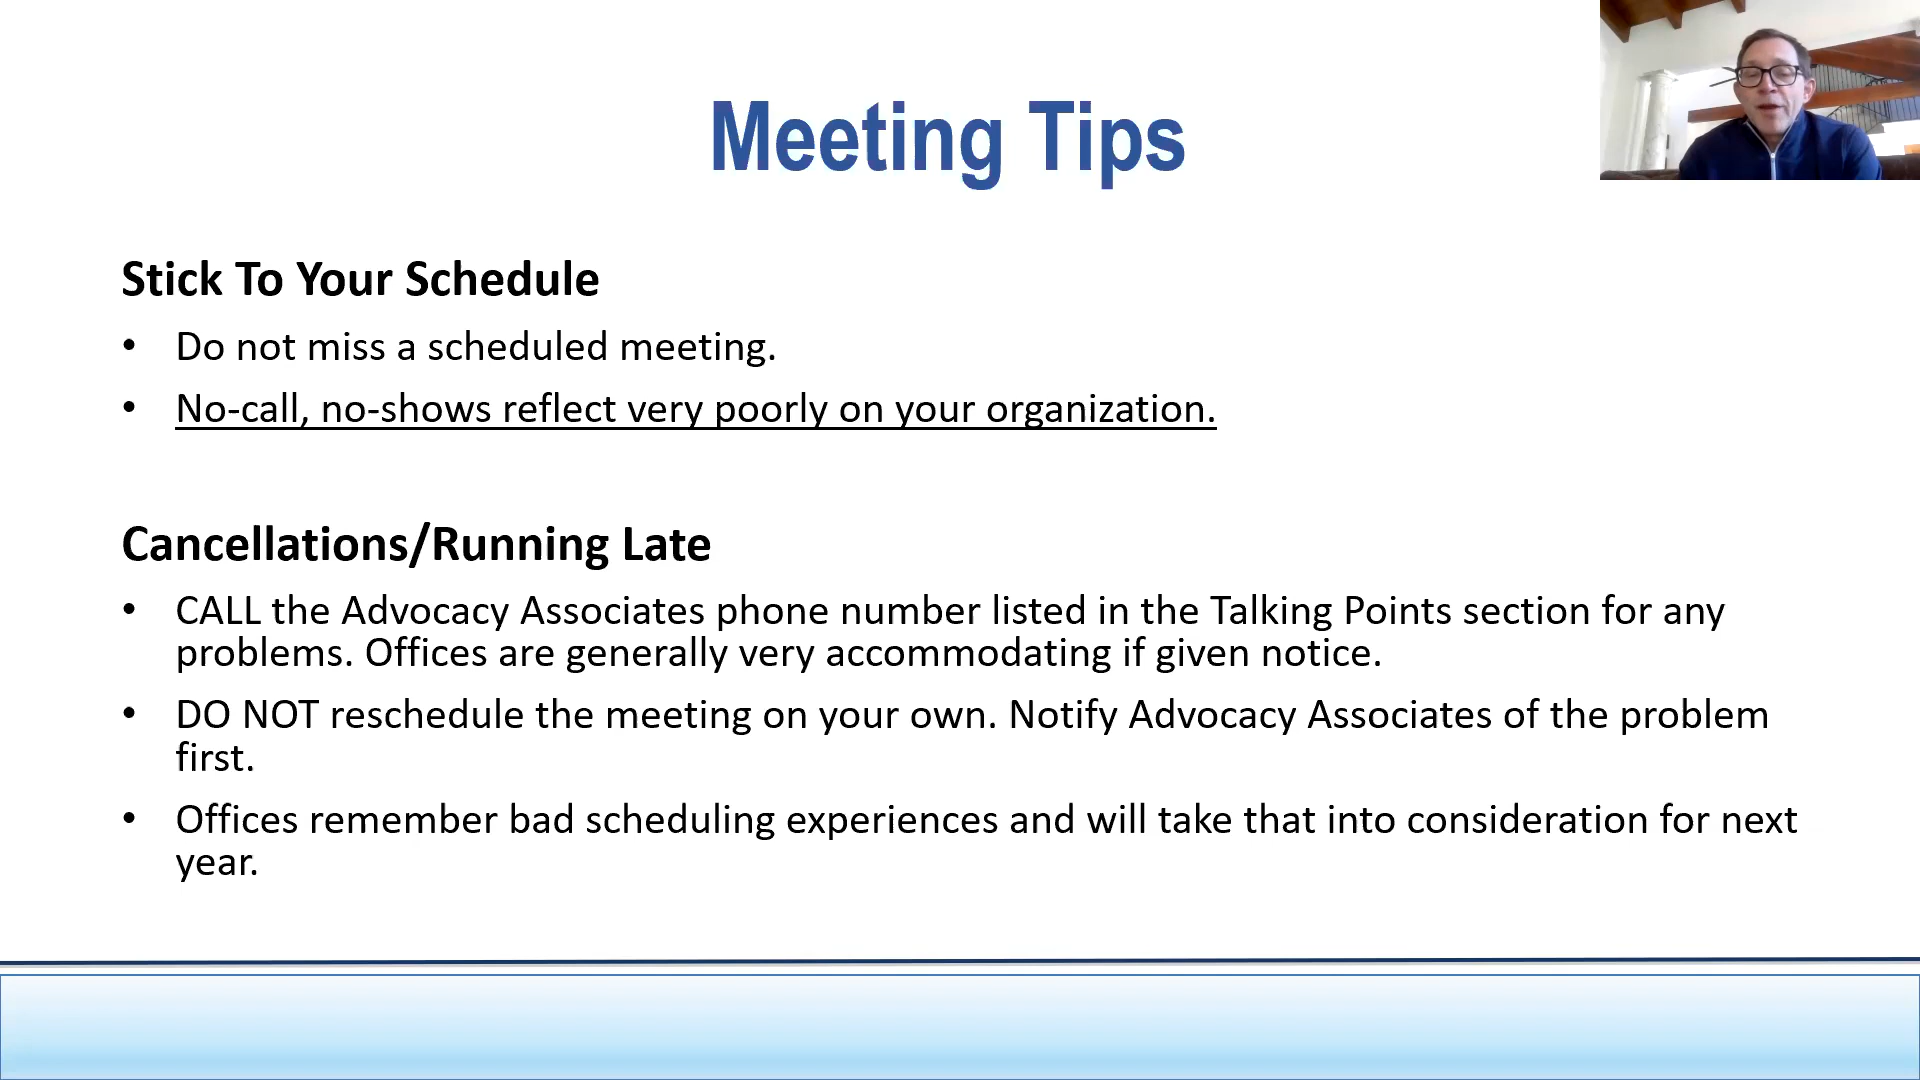 Meeting Tips
Stick To Your Schedule
• Do not miss a scheduled meeting.
• No-call, no-shows reflect very poorly on your organization.
Cancellations/Running Late
• CALL the Advocacy Associates phone number listed in the Talking Points section for any
problems. Offices are generally very accommodating if given notice.
• DO NOT reschedule the meeting on your own. Notify Advocacy Associates of the problem
first.
• Offices remember bad scheduling experiences and will take that into consideration for next
year.